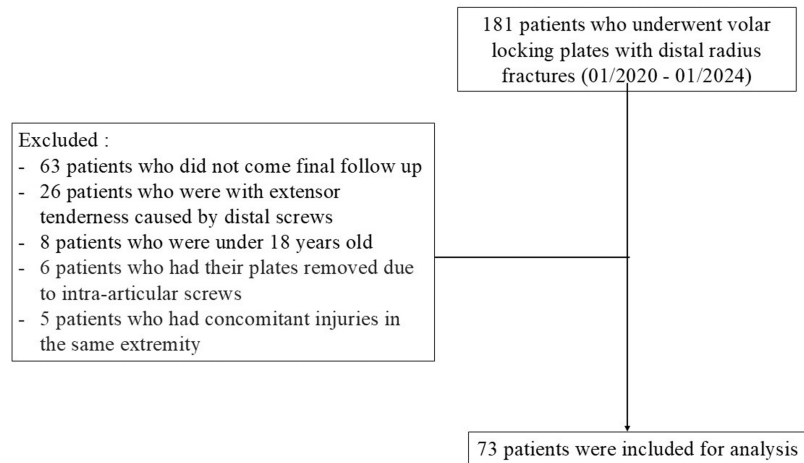 181 patients who underwent volar
locking plates with distal radius
fractures (01/2020 - 01/2024)
Excluded :
- 63 patients who did not come final follow up
- 26 patients who were with extensor
tenderness caused by distal screws
- 8 patients who were under 18 years old
- 6 patients who had their plates removed due
to intra-articular screws
- 5 patients who had concomitant injuries in
the same extremity
73 patients were included for analysis